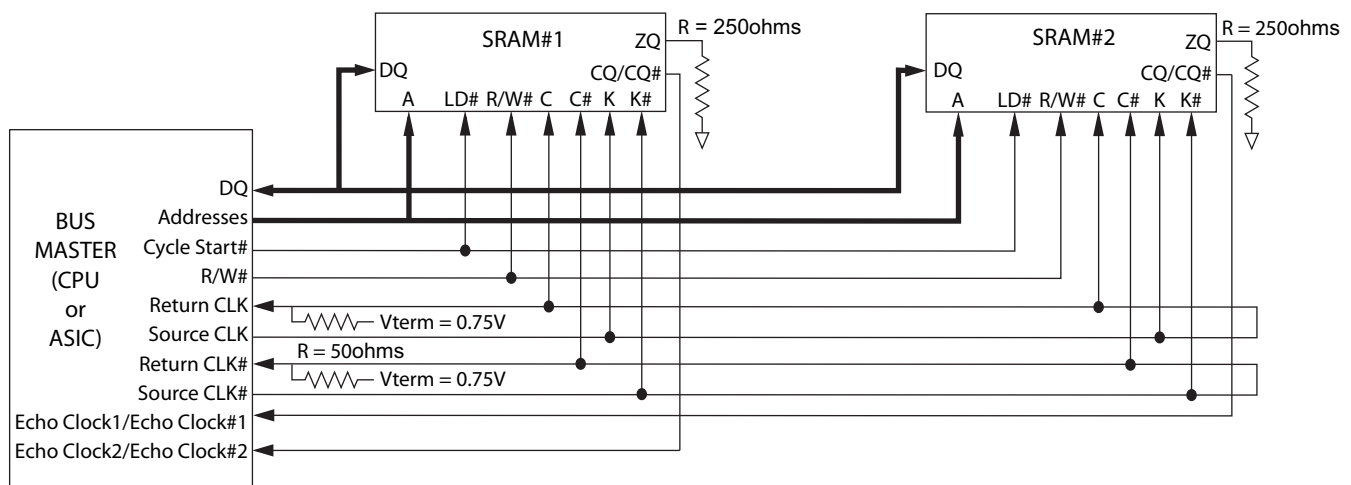 SRAM#1
ZQ
R = 250ohms
DQ
CQ/CQ#
A LD# R/W# C C# K K#
SRAM#2
ZQ
R = 250ohms
DQ
CQ/CQ#
A LD# R/W# C C# K K#
BUS
MASTER
(CPU
or
ASIC)
DQ
Addresses
Cycle Start#
R/W#
Return CLK
Vterm = 0.75V
Source CLK
R = 50ohms
Return CLK#
Vterm = 0.75V
Source CLK#
Echo Clock1/Echo Clock#1
Echo Clock2/Echo Clock#2